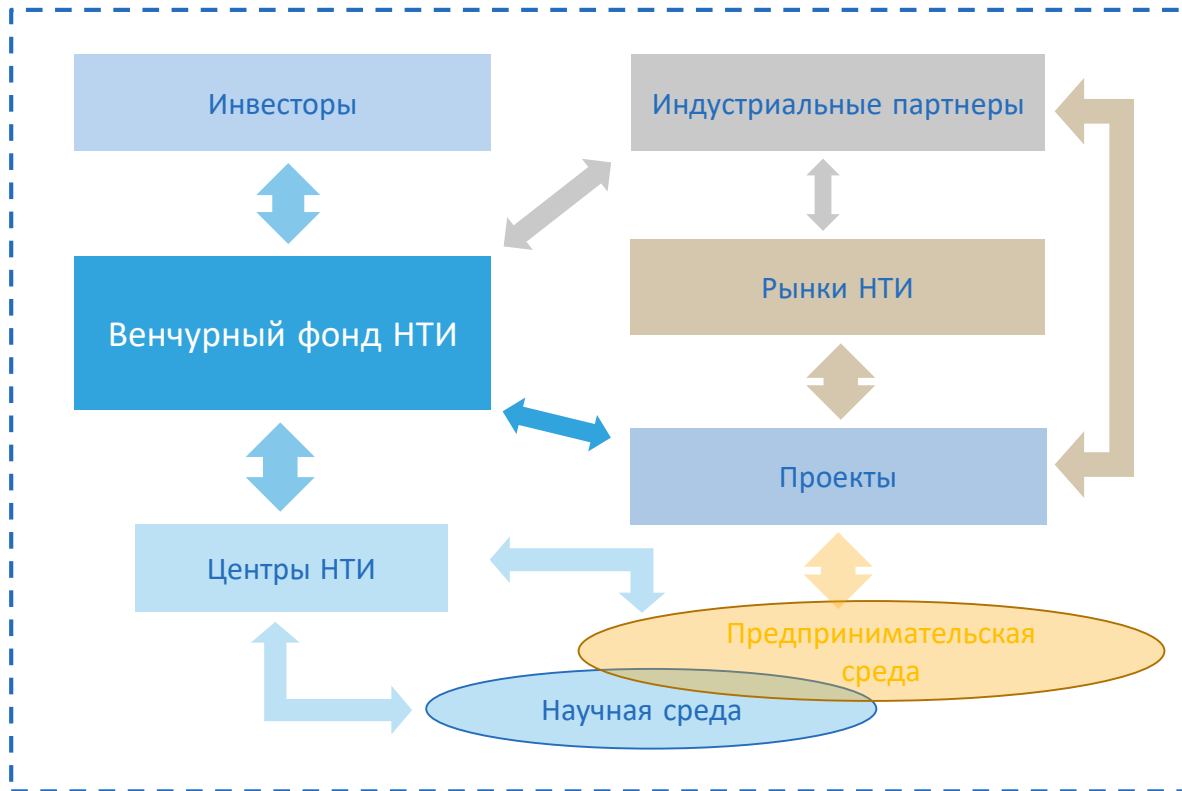 Инвесторы
Индустриальные партнеры
Венчурный фонд НТИ
Рынки НТИ
Проекты
Центры НТИ
Предпринимательская
среда
Научная среда